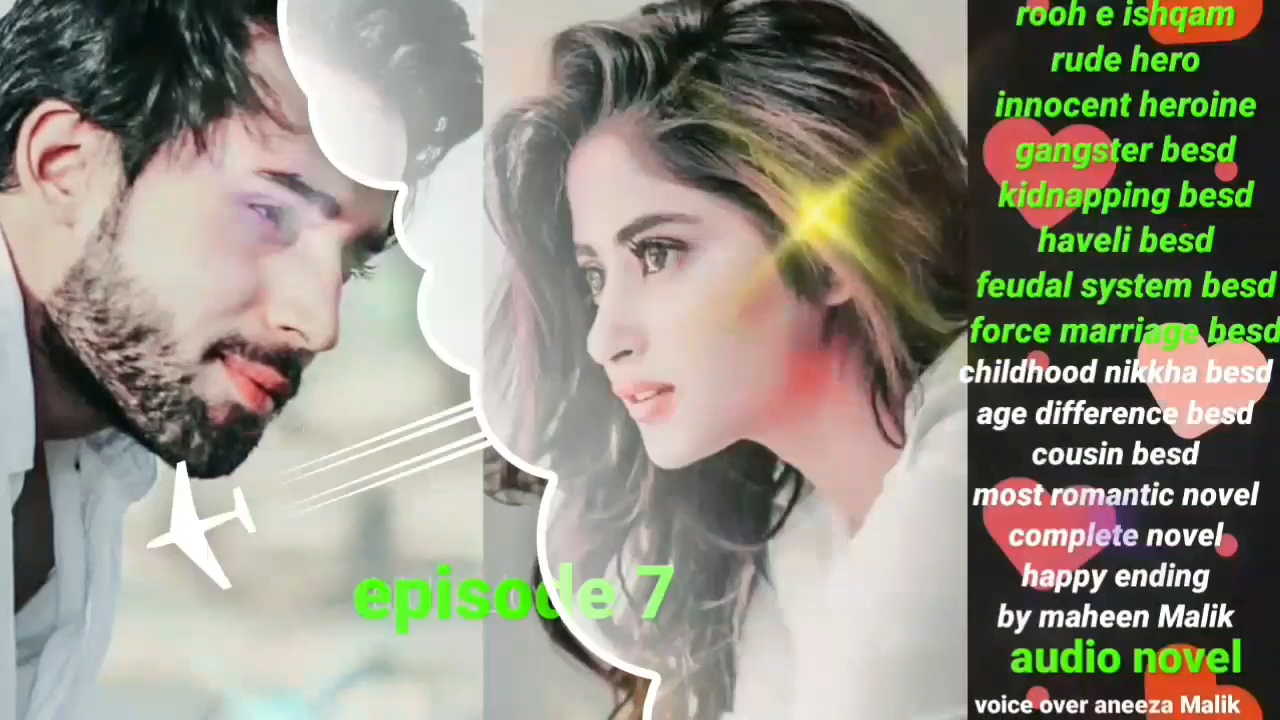 rooh e ishqam
rude hero
innocent heroine
gangster besd
kidnapping besd
haveli besd
feudal system besd
force marriage besd
childhood nikkha besd
age difference besd
cousin besd
most romantic novel
complete novel
happy ending
by maheen Malik
audio novel
voice over aneeza Malik
episode 7